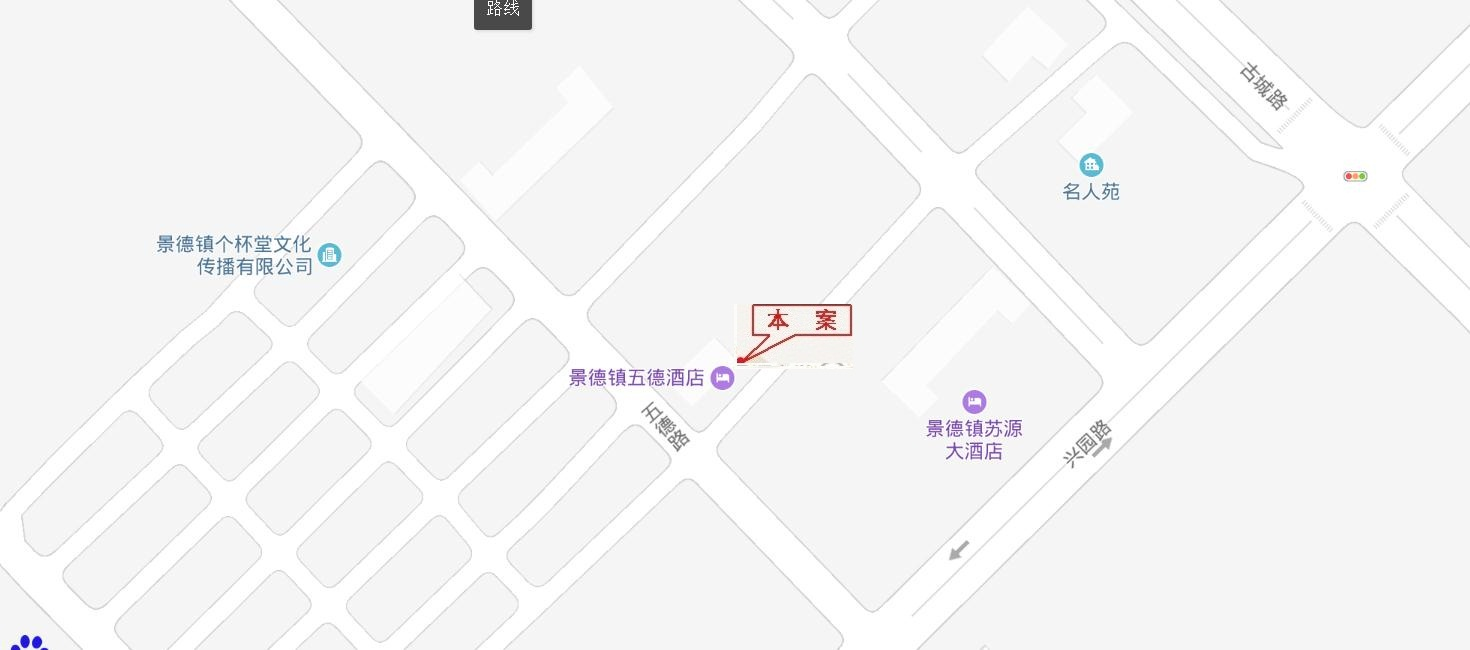 路线
古城路
名人苑
景德镇个杯堂文化
传播有限公司
本 案
景德镇五德酒店
五德路
景德镇苏源
大酒店
兴园路